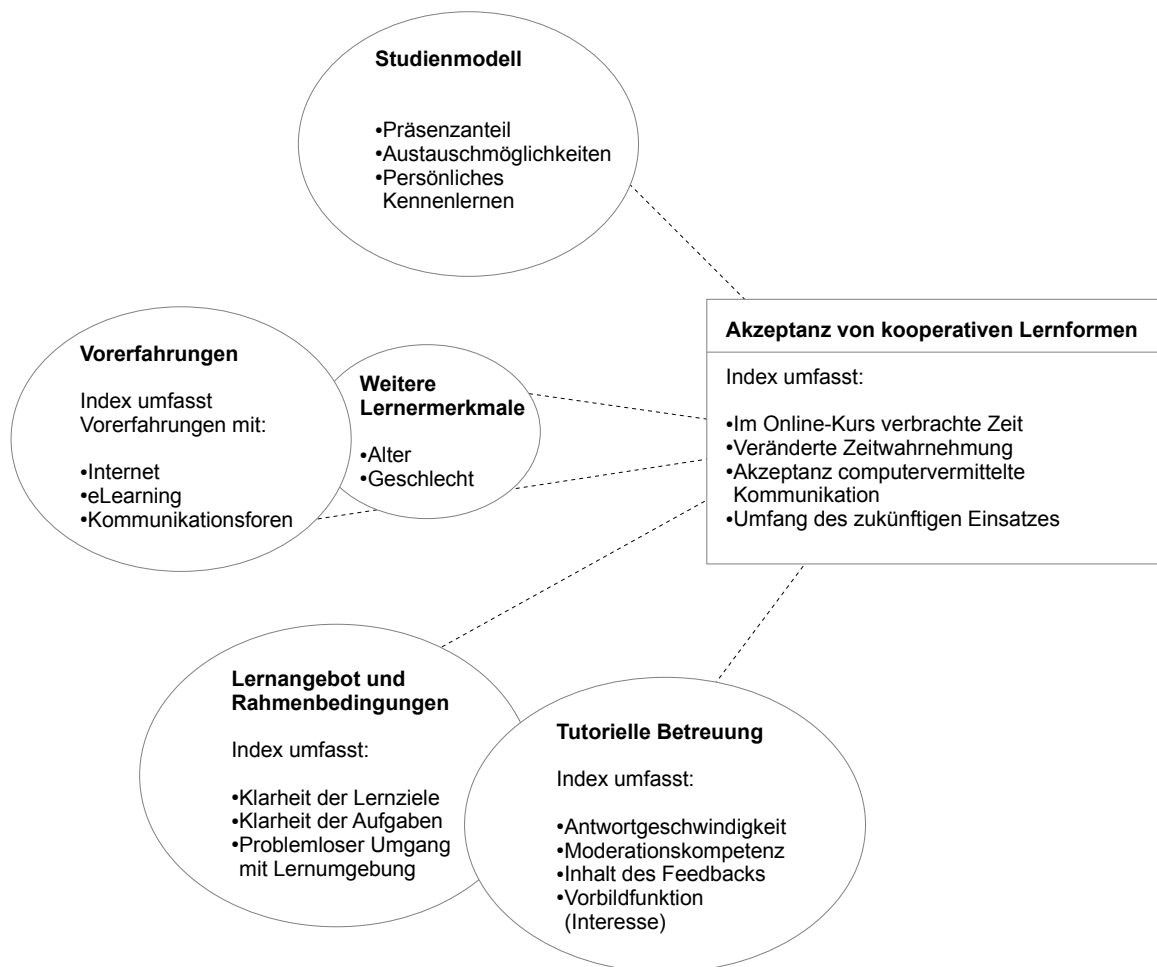 Studienmodell
•Präsenzanteil
•Austauschmöglichkeiten
•Persönliches
Kennenlernen
Akzeptanz von kooperativen Lernformen
Index umfasst:
•Im Online-Kurs verbrachte Zeit
•Veränderte Zeitwahrnehmung
•Akzeptanz computervermittelte
Kommunikation
•Umfang des zukünftigen Einsatzes
Vorerfahrungen
Index umfasst
Vorerfahrungen mit:
•Internet
•eLearning
•Kommunikationsforen
Weitere
Lernermerkmale
•Alter
•Geschlecht
Lernangebot und
Rahmenbedingungen
Index umfasst:
•Klarheit der Lernziele
•Klarheit der Aufgaben
•Problemloser Umgang
mit Lernumgebung
Tutorielle Betreuung
Index umfasst:
•Antwortgeschwindigkeit
•Moderationskompetenz
•Inhalt des Feedbacks
•Vorbildfunktion
(Interesse)